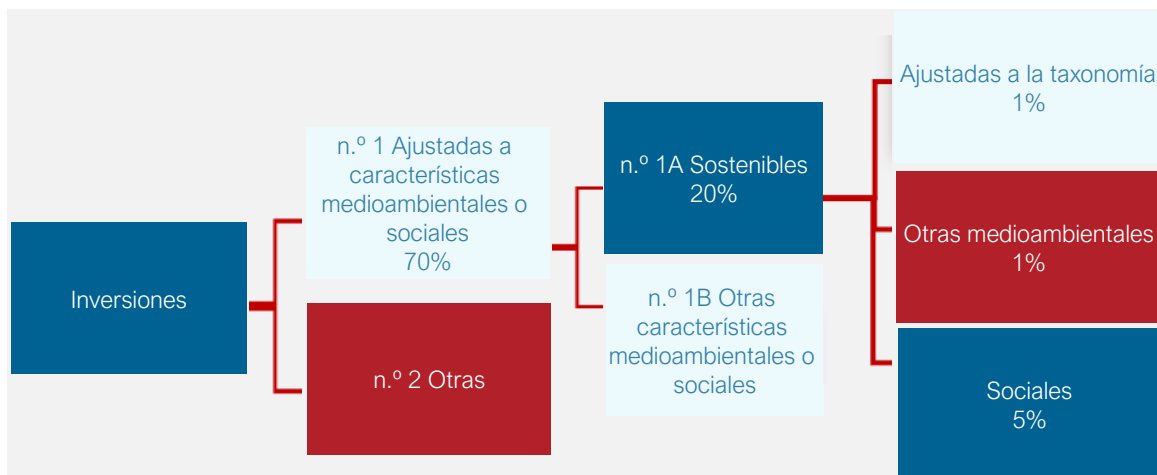 Inversiones
n.º 1 Ajustadas a
características
medioambientales o
sociales
70%
n.º 2 Otras
n.º 1A Sostenibles
20%
n.º 1B Otras
características
medioambientales o
sociales
Ajustadas a la taxonomía
1%
Otras medioambientales
1%
Sociales
5%